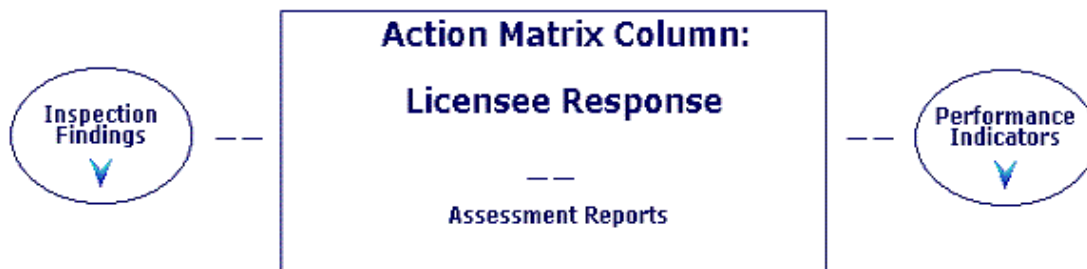 Action Matrix Column:
Licensee Response
Inspection
Findings
Performance
Indicators
Assessment Reports